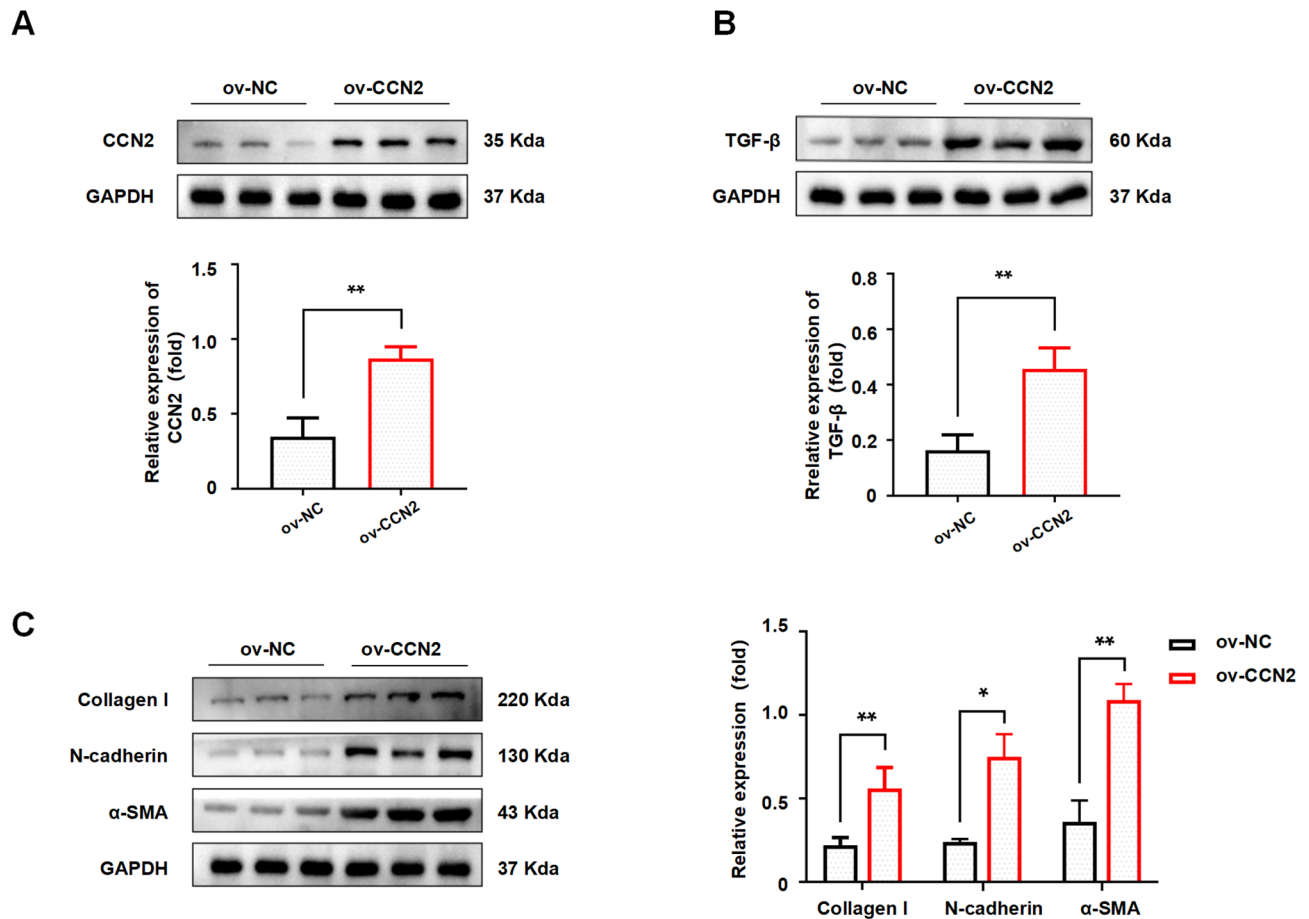 A
ov-NC ov-CCN2
CCN2 35 Kda
GAPDH 37 Kda
Relative expression of
CCN2 (fold)
1.5
1.0
0.5
0
**
ov-NC
ov-CCN2
B
ov-NC ov-CCN2
TGF-β 60 Kda
GAPDH 37 Kda
Rrelative expression of
TGF-β (fold)
0.8
0.6
0.4
0.2
0
**
ov-NC
ov-CCN2
C
ov-NC ov-CCN2
Collagen I 220 Kda
N-cadherin 130 Kda
α-SMA 43 Kda
GAPDH 37 Kda
Relative expression (fold)
1.5
1.0
0.5
0
**
*
**
Collagen I N-cadherin α-SMA
ov-NC
ov-CCN2